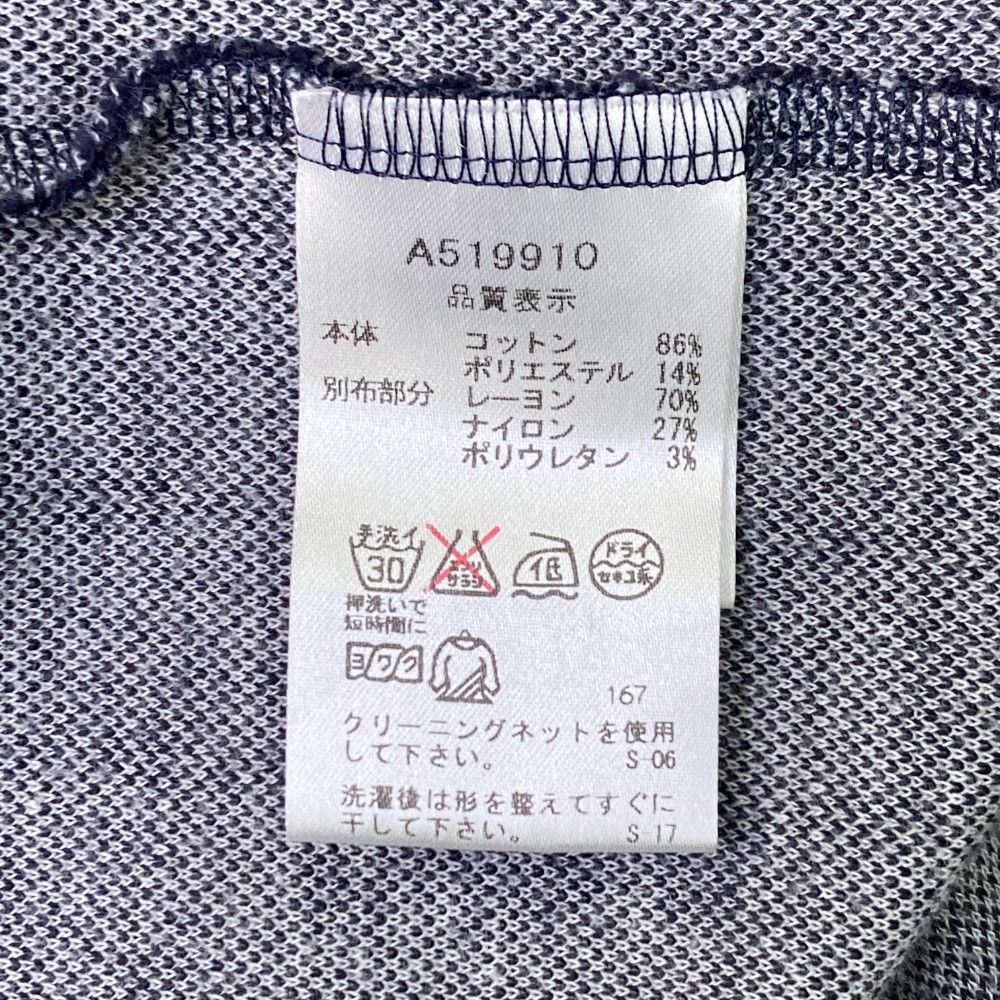 A519910
品質表示
本体 コットン 86%
ポリエステル 14%
別布部分 レーヨン 70%
ナイロン 27%
ポリウレタン 3%
手洗イ
30
エンソ
サラシ
低
ドライ
セキユ系
押洗いで
短時間に
ヨワク
167
クリーニングネットを使用
して下さい。 S-06
洗濯後は形を整えてすぐに
干して下さい。 S-17